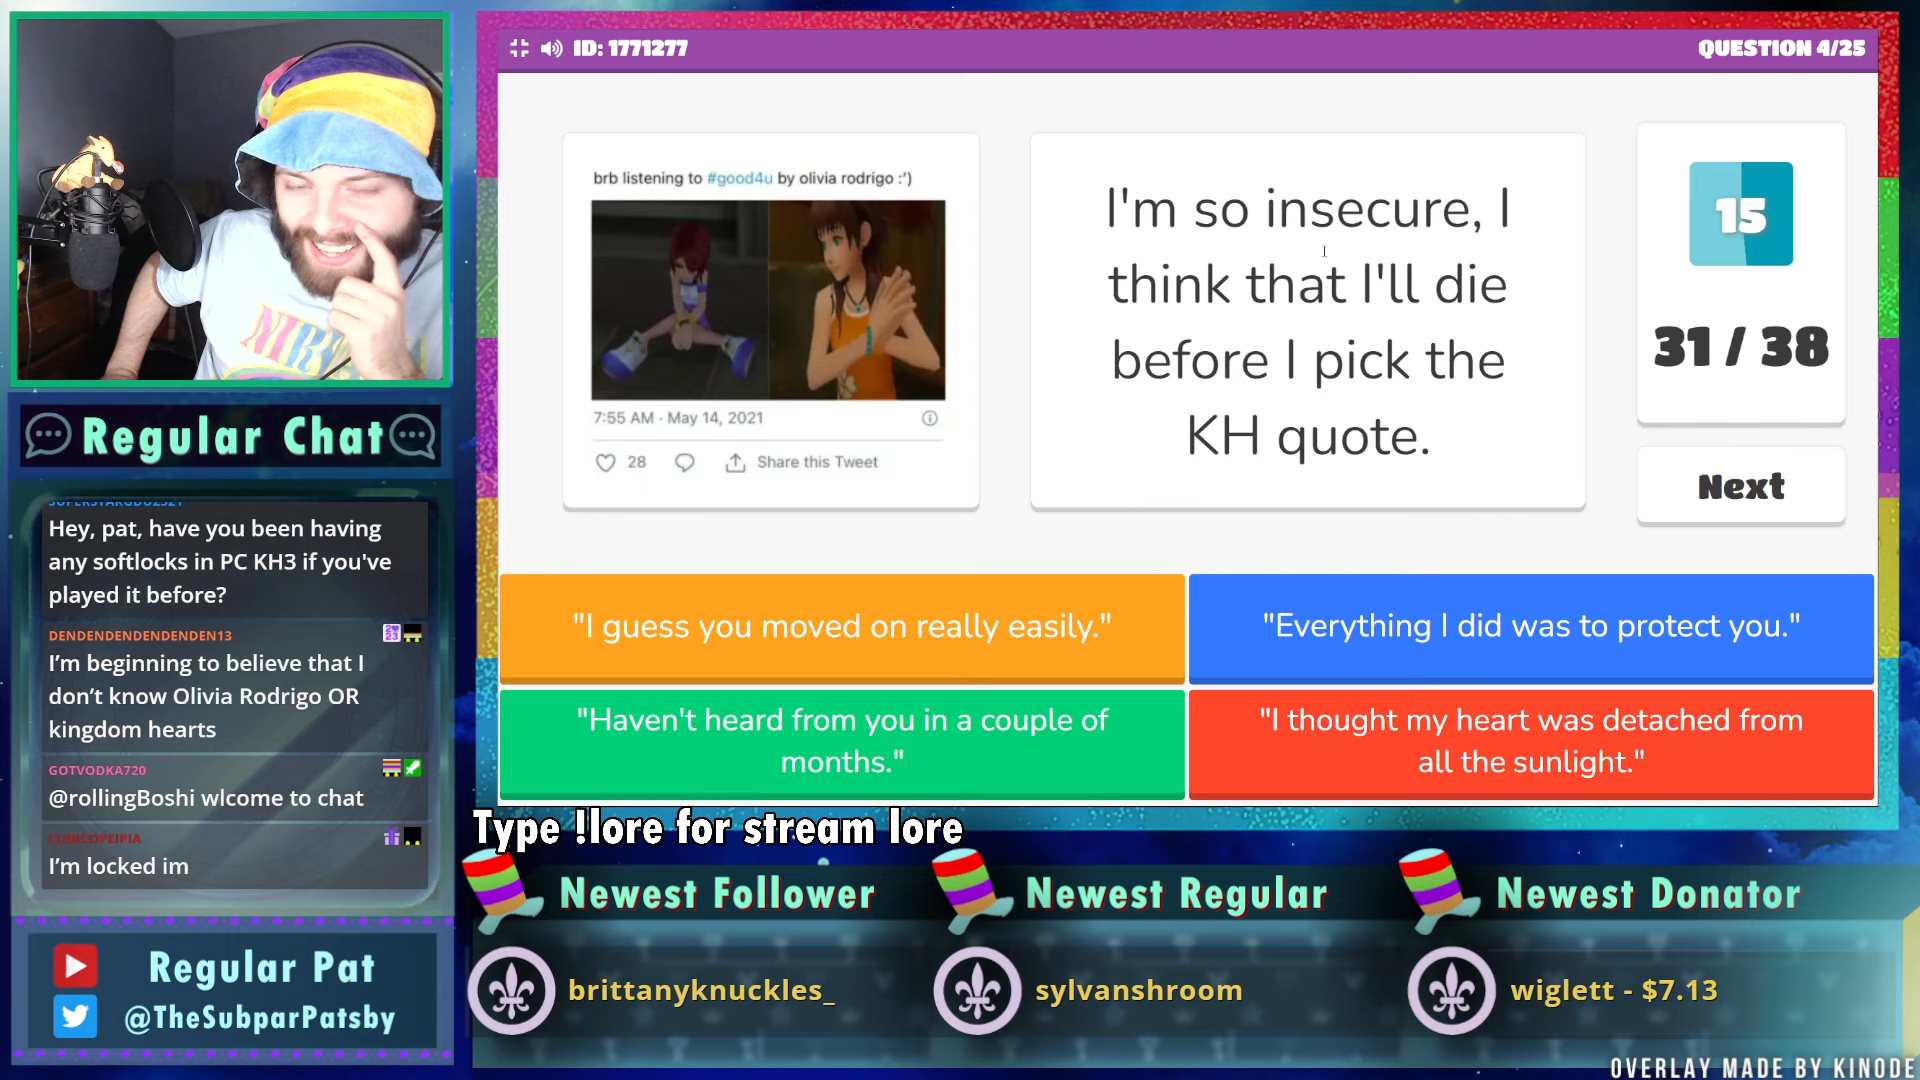 ID: 1771277
QUESTION 4/25
brb listening to #good4u by olivia rodrigo :')
7:55 AM · May 14, 2021
28
Share this Tweet
I'm so insecure, I
think that I'll die
before I pick the
KH quote.
15
31 / 38
Next
"I guess you moved on really easily."
"Everything I did was to protect you."
"Haven't heard from you in a couple of
months."
"I thought my heart was detached from
all the sunlight."
Regular Chat
Hey, pat, have you been having
any softlocks in PC KH3 if you've
played it before?
DENDENDENDENDENDEN13
I'm beginning to believe that I
don't know Olivia Rodrigo OR
kingdom hearts
GOTVODKA720
@rollingBoshi wlcome to chat
CUBICOPEIPIA
I'm locked im
Regular Pat
@TheSubparPatsby
Type !lore for stream lore
Newest Follower
brittanyknuckles_
Newest Regular
sylvanshroom
Newest Donator
wiglett - $7.13
OVERLAY MADE BY KINODE